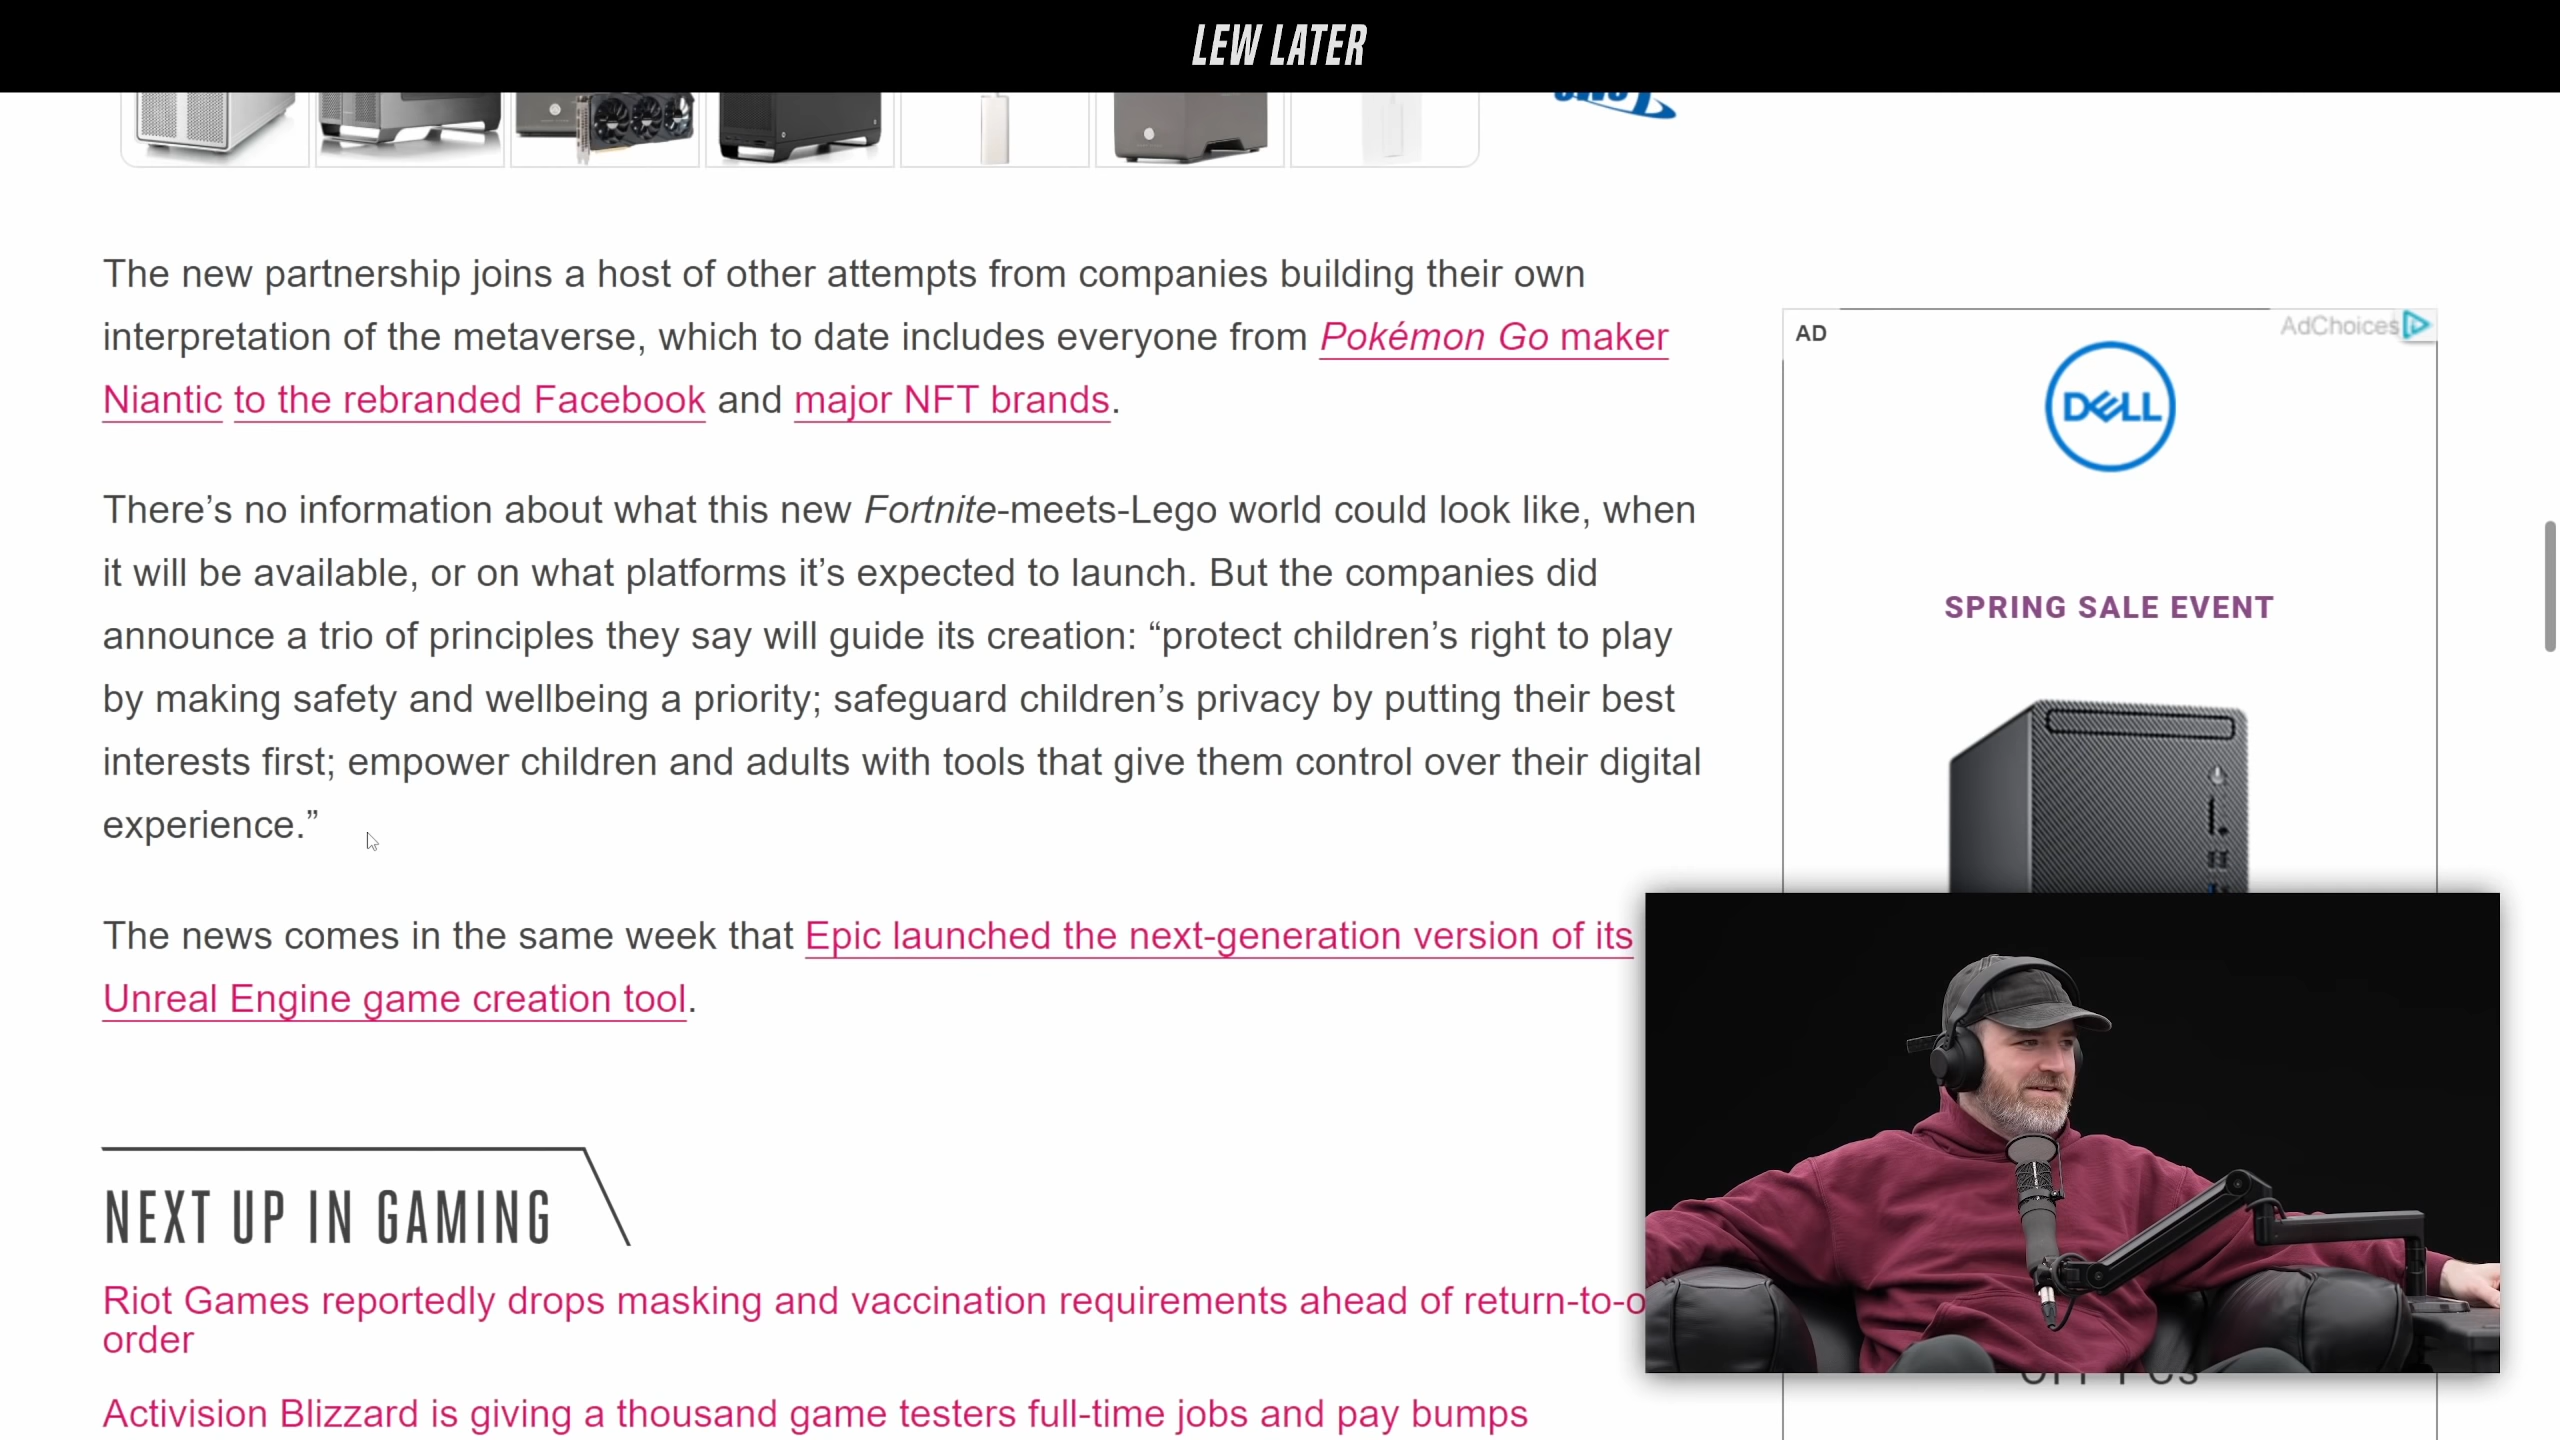 LEW LATER
The new partnership joins a host of other attempts from companies building their own
interpretation of the metaverse, which to date includes everyone from Pokémon Go maker
Niantic to the rebranded Facebook and major NFT brands.
There’s no information about what this new Fortnite-meets-Lego world could look like, when
it will be available, or on what platforms it’s expected to launch. But the companies did
announce a trio of principles they say will guide its creation: “protect children’s right to play
by making safety and wellbeing a priority; safeguard children’s privacy by putting their best
interests first; empower children and adults with tools that give them control over their digital
experience.”
The news comes in the same week that Epic launched the next-generation version of its
Unreal Engine game creation tool.
NEXT UP IN GAMING
Riot Games reportedly drops masking and vaccination requirements ahead of return-to-o
order
Activision Blizzard is giving a thousand game testers full-time jobs and pay bumps
AD
AdChoices
DELL
SPRING SALE EVENT